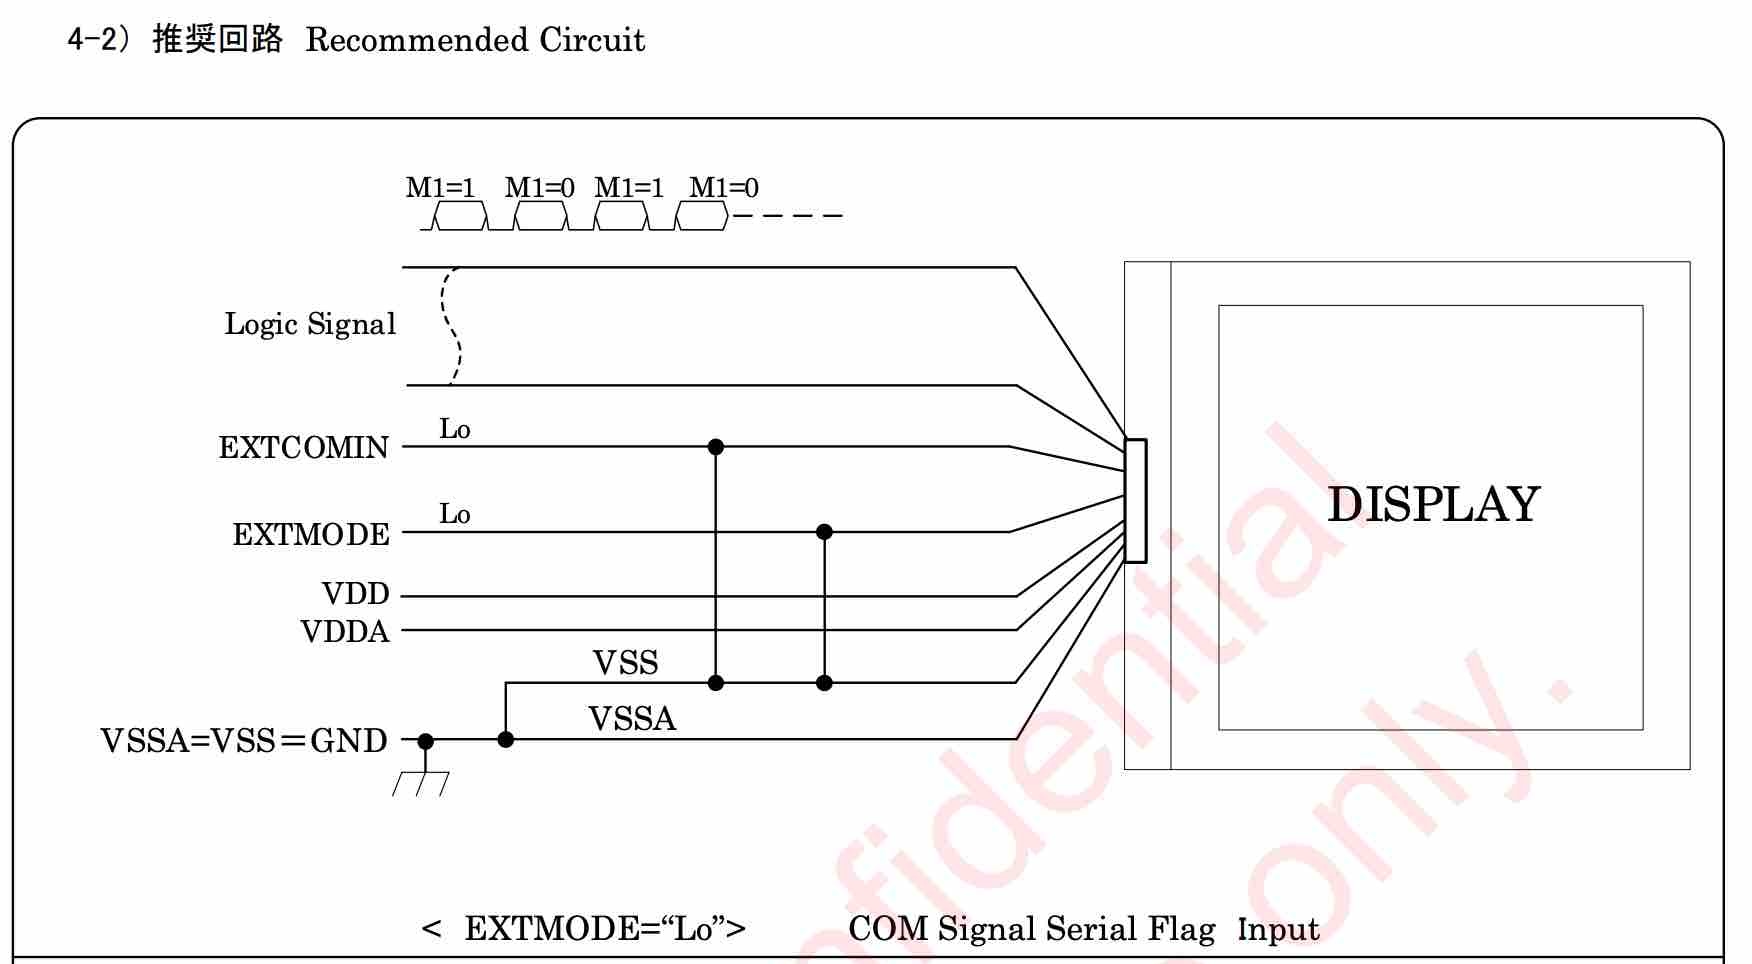 4-2）推奨回路 Recommended Circuit
M1=1 M1=0 M1=1 M1=0
Logic Signal
Lo
EXTCOMIN
Lo
EXTMODE
DISPLAY
VDD
VDDA
VSS
VSSA
VSSA=VSS＝GND
< EXTMODE=“Lo”> COM Signal Serial Flag Input
nfidential
only.